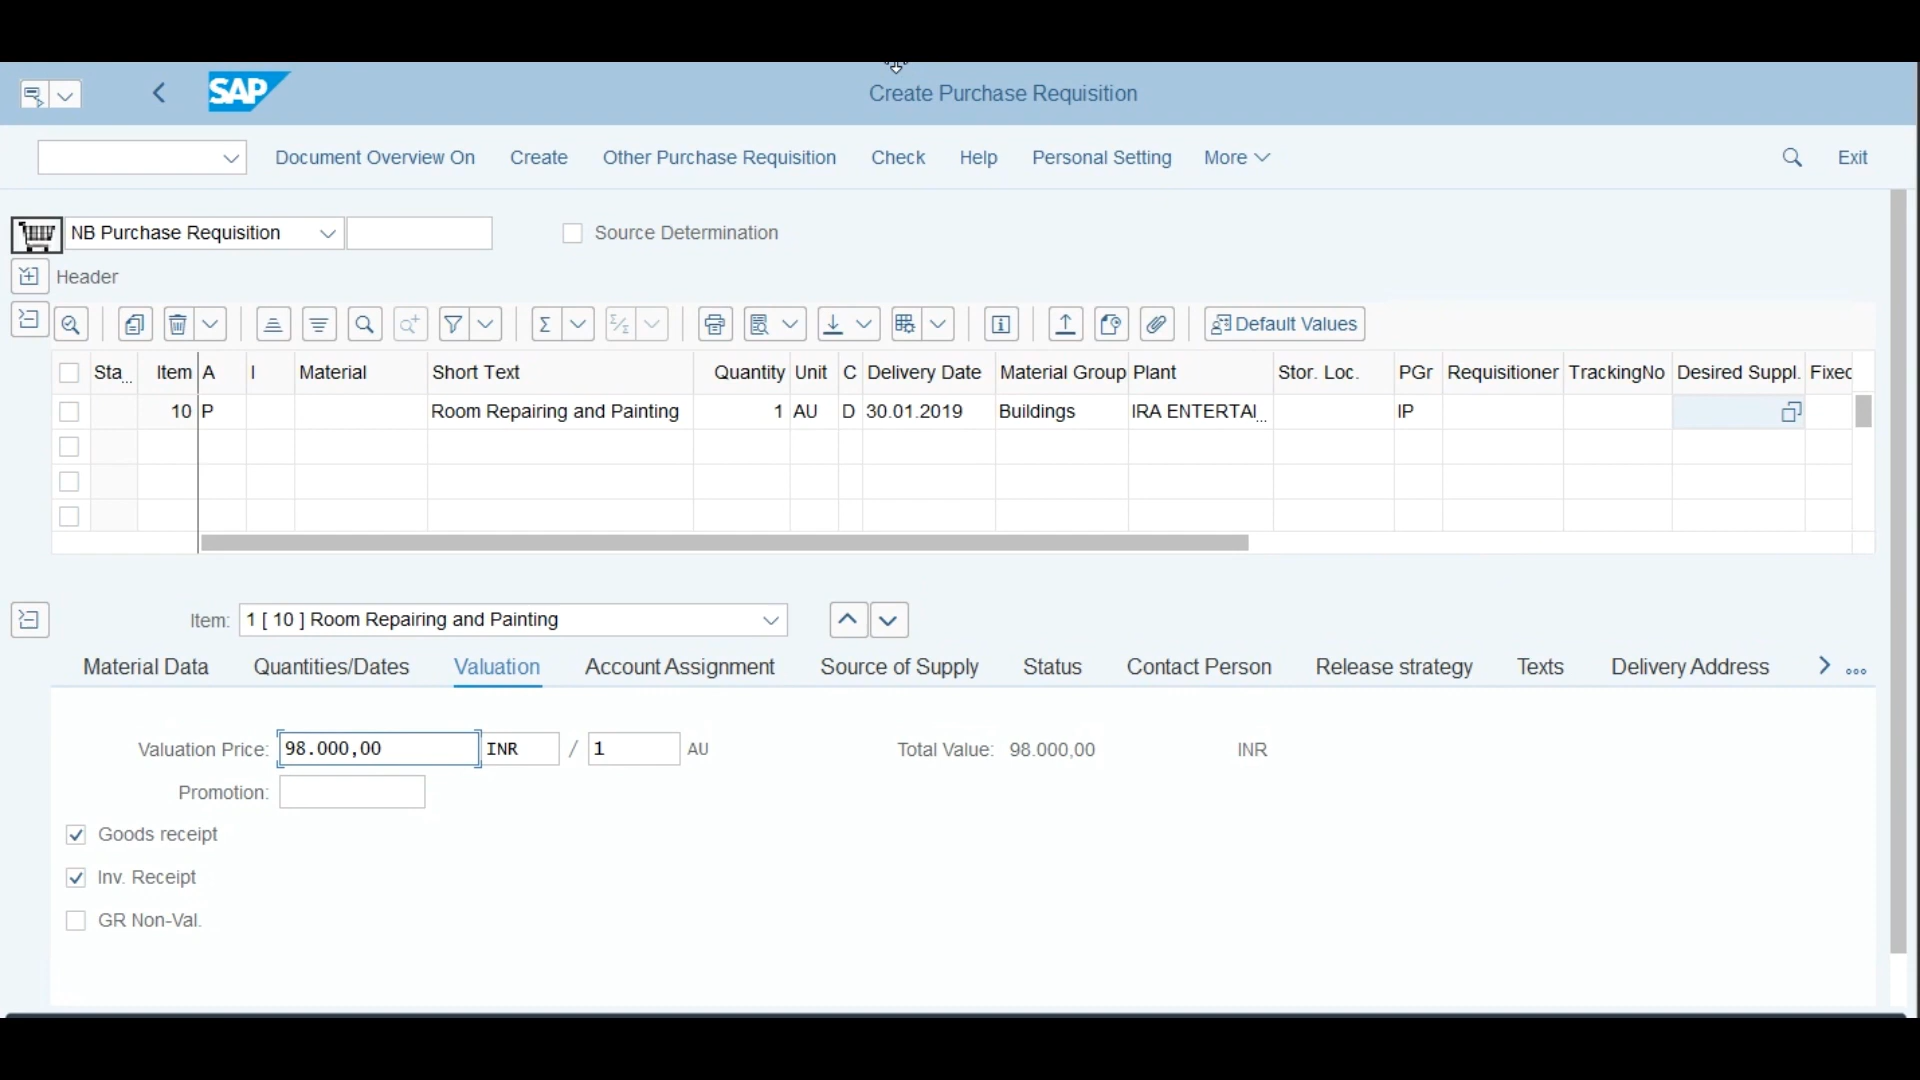 SAP
Create Purchase Requisition
Document Overview On Create Other Purchase Requisition Check Help Personal Setting More Exit
NB Purchase Requisition Source Determination
Header
Default Values
Sta... Item A I Material Short Text Quantity Unit C Delivery Date Material Group Plant Stor. Loc. PGr Requisitioner TrackingNo Desired Suppl. Fixed
10 P Room Repairing and Painting 1 AU D 30.01.2019 Buildings IRA ENTERTAI... IP
Item: 1 [ 10 ] Room Repairing and Painting
Material Data Quantities/Dates Valuation Account Assignment Source of Supply Status Contact Person Release strategy Texts Delivery Address
Valuation Price: 98.000,00 INR / 1 AU Total Value: 98.000,00 INR
Promotion:
Goods receipt
Inv. Receipt
GR Non-Val.